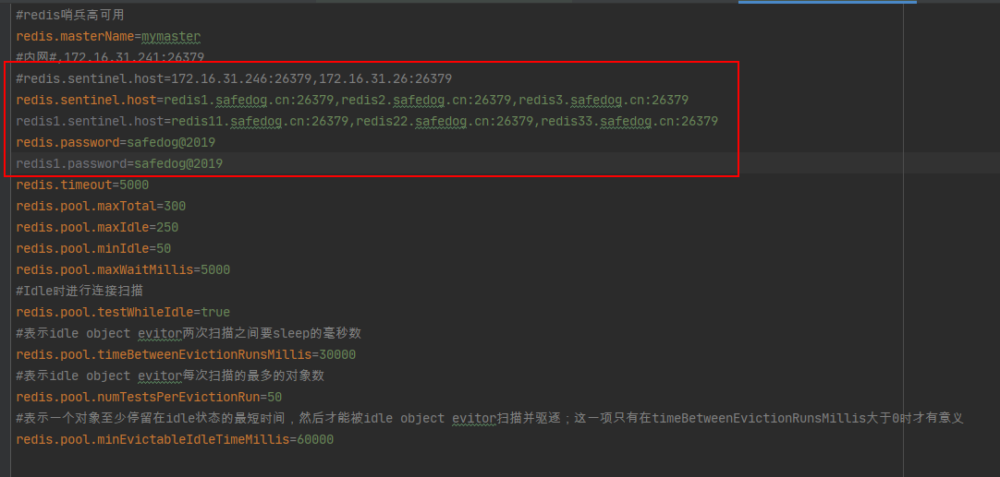 #redis哨兵高可用
redis.masterName=mymaster
#内网#,172.16.31.241:26379
#redis.sentinel.host=172.16.31.246:26379,172.16.31.26:26379
redis.sentinel.host=redis1.safedog.cn:26379,redis2.safedog.cn:26379,redis3.safedog.cn:26379
redis1.sentinel.host=redis11.safedog.cn:26379,redis22.safedog.cn:26379,redis33.safedog.cn:26379
redis.password=safedog@2019
redis1.password=safedog@2019
redis.timeout=5000
redis.pool.maxTotal=300
redis.pool.maxIdle=250
redis.pool.minIdle=50
redis.pool.maxWaitMillis=5000
#Idle时进行连接扫描
redis.pool.testWhileIdle=true
#表示idle object evitor两次扫描之间要sleep的毫秒数
redis.pool.timeBetweenEvictionRunsMillis=30000
#表示idle object evitor每次扫描的最多的对象数
redis.pool.numTestsPerEvictionRun=50
#表示一个对象至少停留在idle状态的最短时间，然后才能被idle object evitor扫描并驱逐；这一项只有在timeBetweenEvictionRunsMillis大于0时才有意义
redis.pool.minEvictableIdleTimeMillis=60000